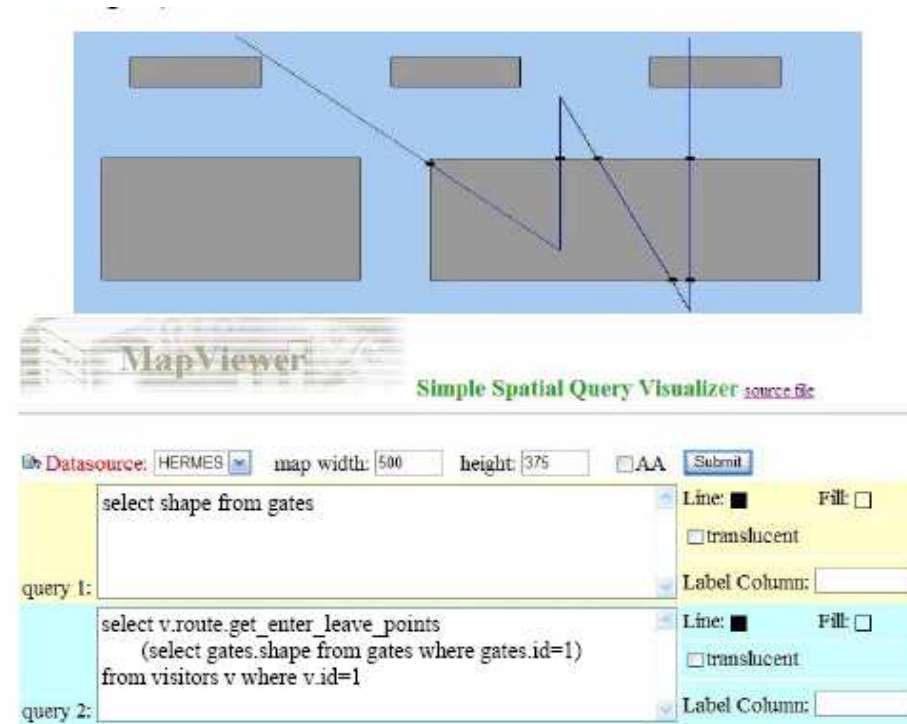 MapViewer
Simple Spatial Query Visualizer source file
Datasource: HERMES map width: 500 height: 375 AA Submit
select shape from gates
Line: Fill:
translucent
query 1:
Label Column:
select v.route.get_enter_leave_points
(select gates.shape from gates where gates.id=1)
from visitors v where v.id=1
Line: Fill:
translucent
query 2:
Label Column: